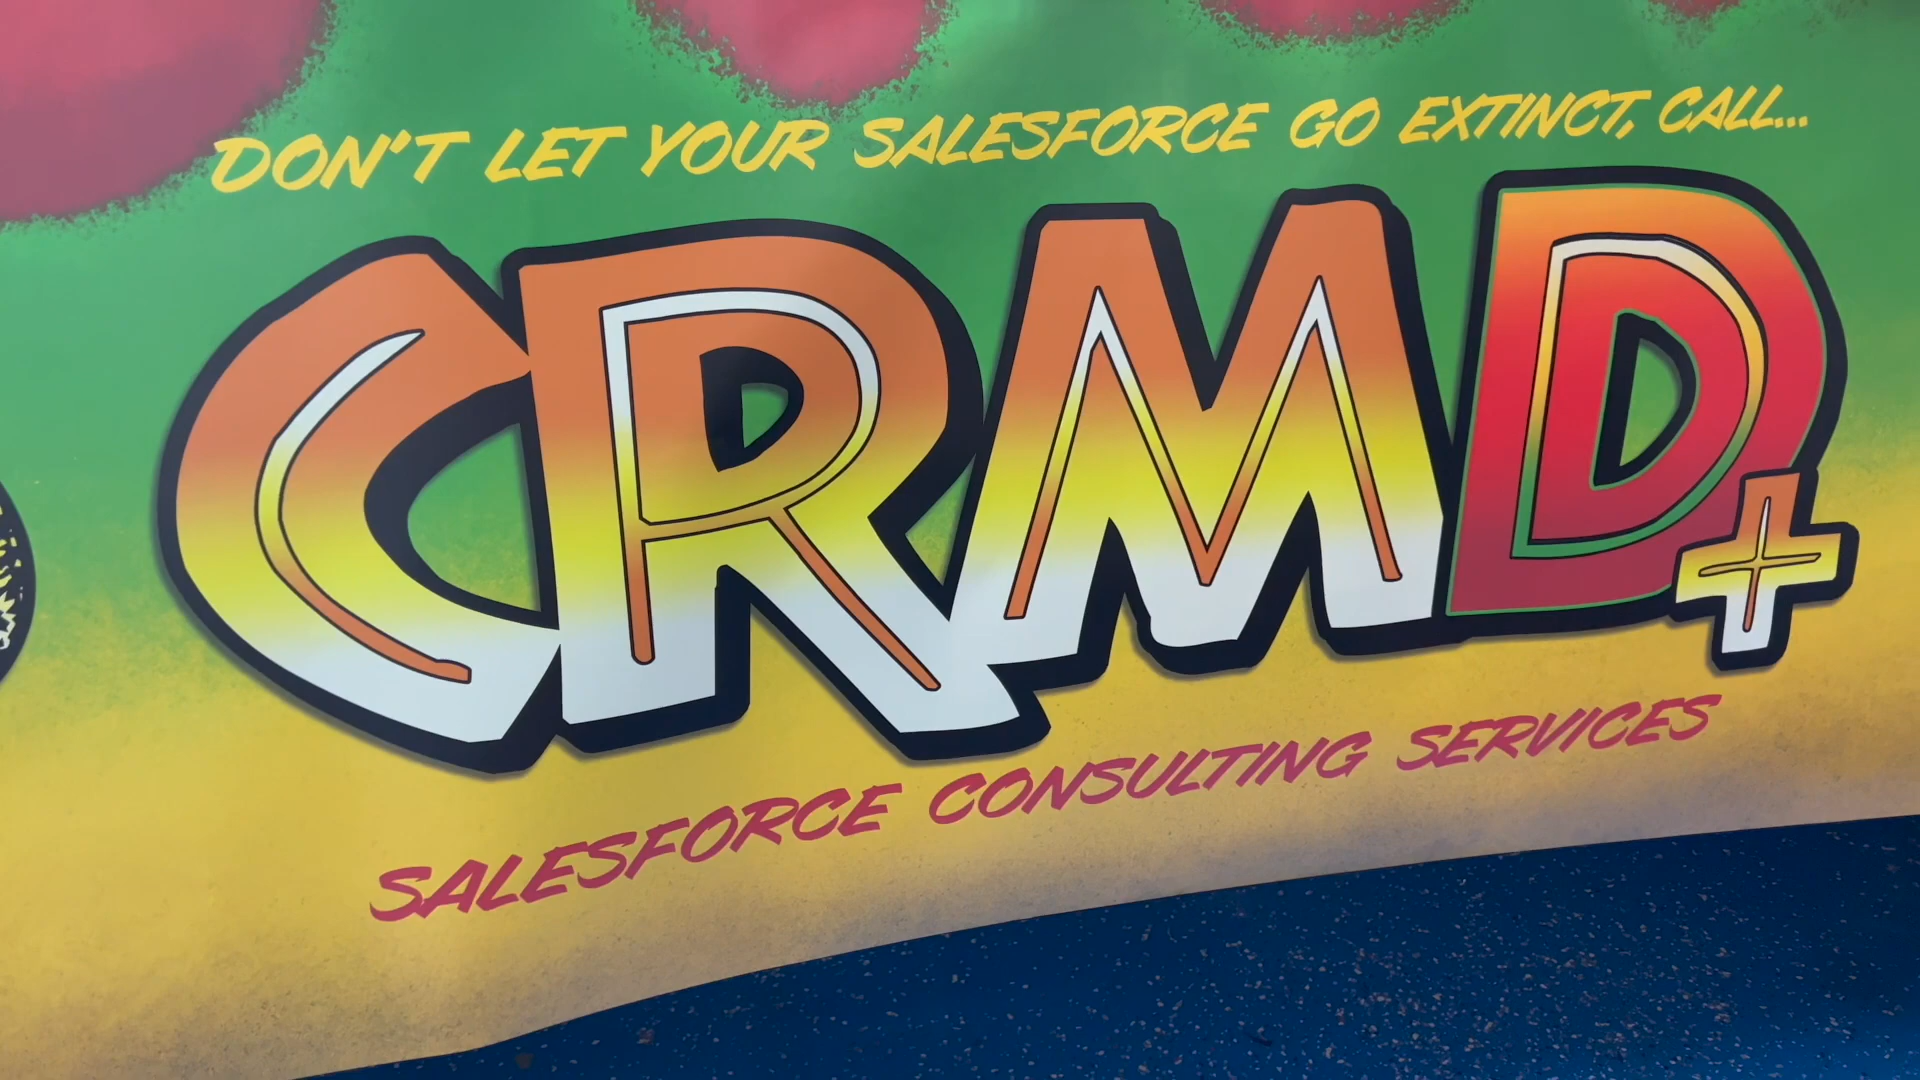 DON'T LET YOUR SALESFORCE GO EXTINCT, CALL...
CRMD+
SALESFORCE CONSULTING SERVICES